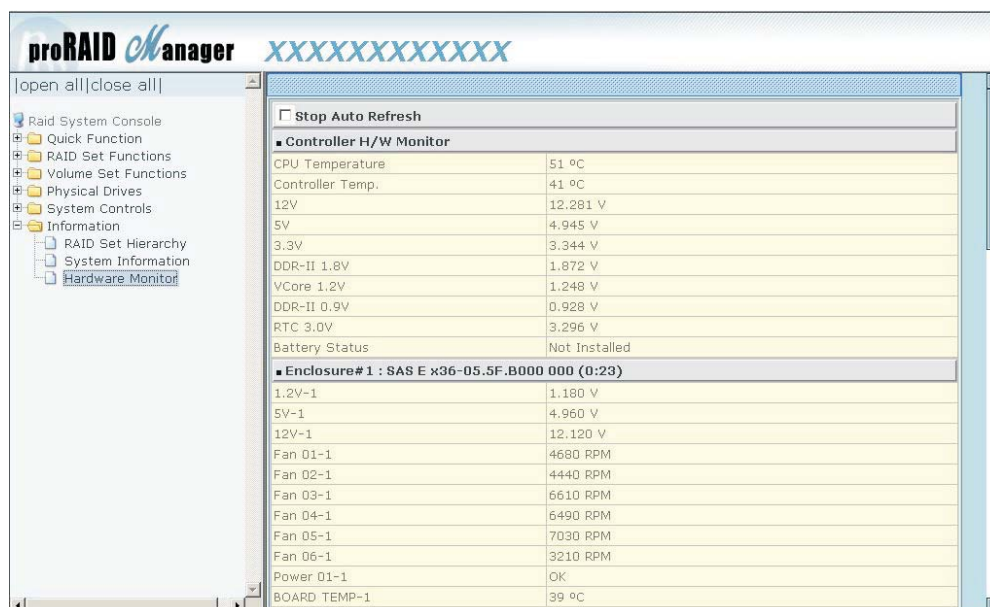 proRAID Manager XXXXXXXXXXXX
|open all|close all|
Raid System Console
Quick Function
RAID Set Functions
Volume Set Functions
Physical Drives
System Controls
Information
RAID Set Hierarchy
System Information
Hardware Monitor
Stop Auto Refresh
Controller H/W Monitor
CPU Temperature 51 ºC
Controller Temp. 41 ºC
12V 12.281 V
5V 4.945 V
3.3V 3.344 V
DDR-II 1.8V 1.872 V
VCore 1.2V 1.248 V
DDR-II 0.9V 0.928 V
RTC 3.0V 3.296 V
Battery Status Not Installed
Enclosure#1 : SAS E x36-05.5F.B000 000 (0:23)
1.2V-1 1.180 V
5V-1 4.960 V
12V-1 12.120 V
Fan 01-1 4680 RPM
Fan 02-1 4440 RPM
Fan 03-1 6610 RPM
Fan 04-1 6490 RPM
Fan 05-1 7030 RPM
Fan 06-1 3210 RPM
Power 01-1 OK
BOARD TEMP-1 39 ºC